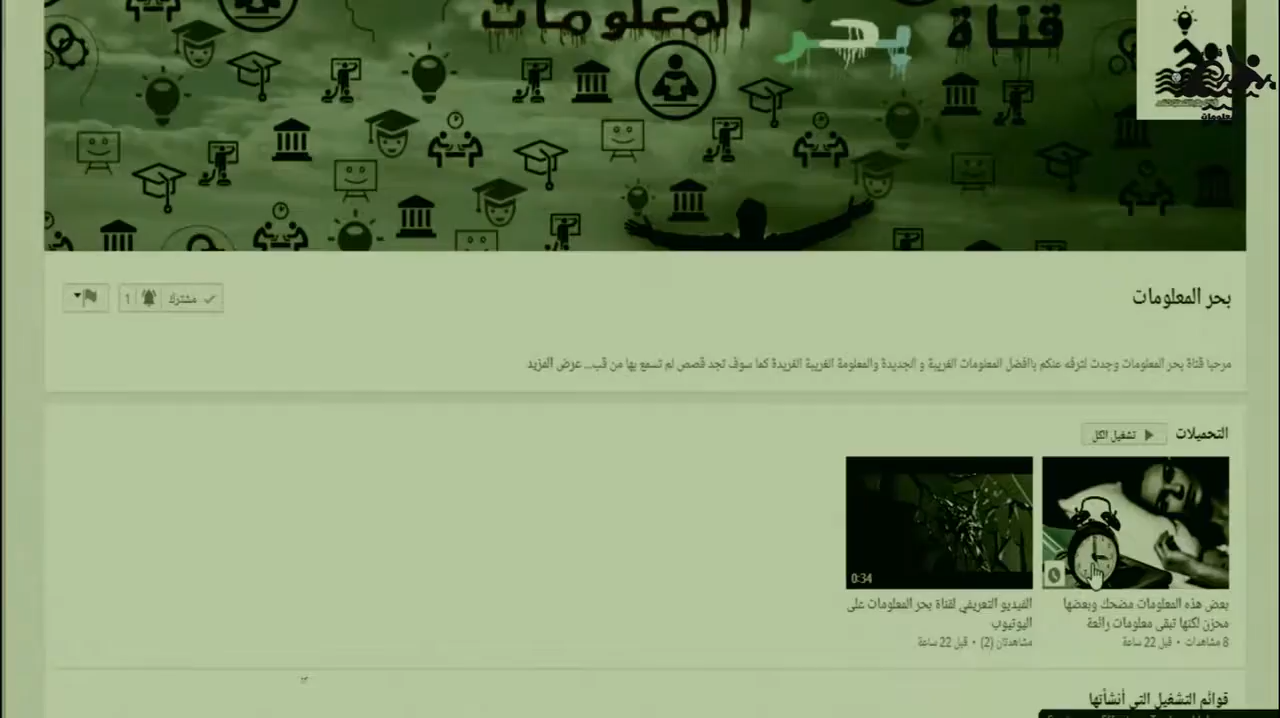 قناة بحر المعلومات
معلومات
بحر المعلومات
مشترك 1
مرحبا قناة بحر المعلومات وجدت لترفه عنكم باافضل المعلومات الغريبة و الجديدة والمعلومة الغريبة الفريدة كما سوف تجد قصص لم تسمع بها من قب... عرض المزيد
التحميلات
تشغيل الكل
بعض هذه المعلومات مضحك وبعضها
محزن لكنها تبقى معلومات رائعة
8 مشاهدات • قبل 22 ساعة
0:34
الفيديو التعريفي لقناة بحر المعلومات على
اليوتيوب
مشاهدتان (2) • قبل 22 ساعة
قوائم التشغيل التي أنشأتها